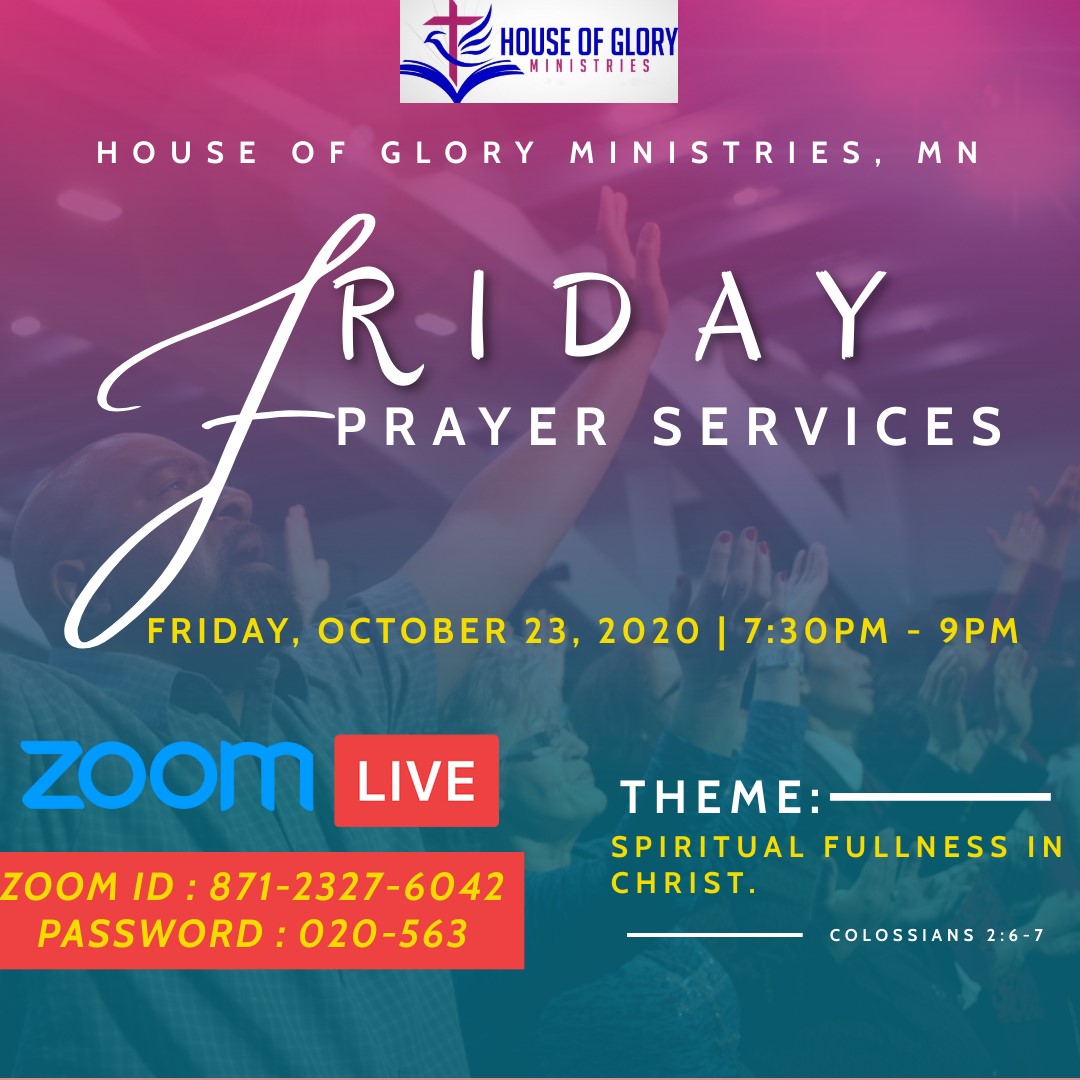 HOUSE OF GLORY
MINISTRIES
HOUSE OF GLORY MINISTRIES, MN
FRIDAY
PRAYER SERVICES
FRIDAY, OCTOBER 23, 2020 | 7:30PM - 9PM
zoom LIVE
ZOOM ID : 871-2327-6042
PASSWORD : 020-563
THEME:
SPIRITUAL FULLNESS IN
CHRIST.
COLOSSIANS 2:6-7